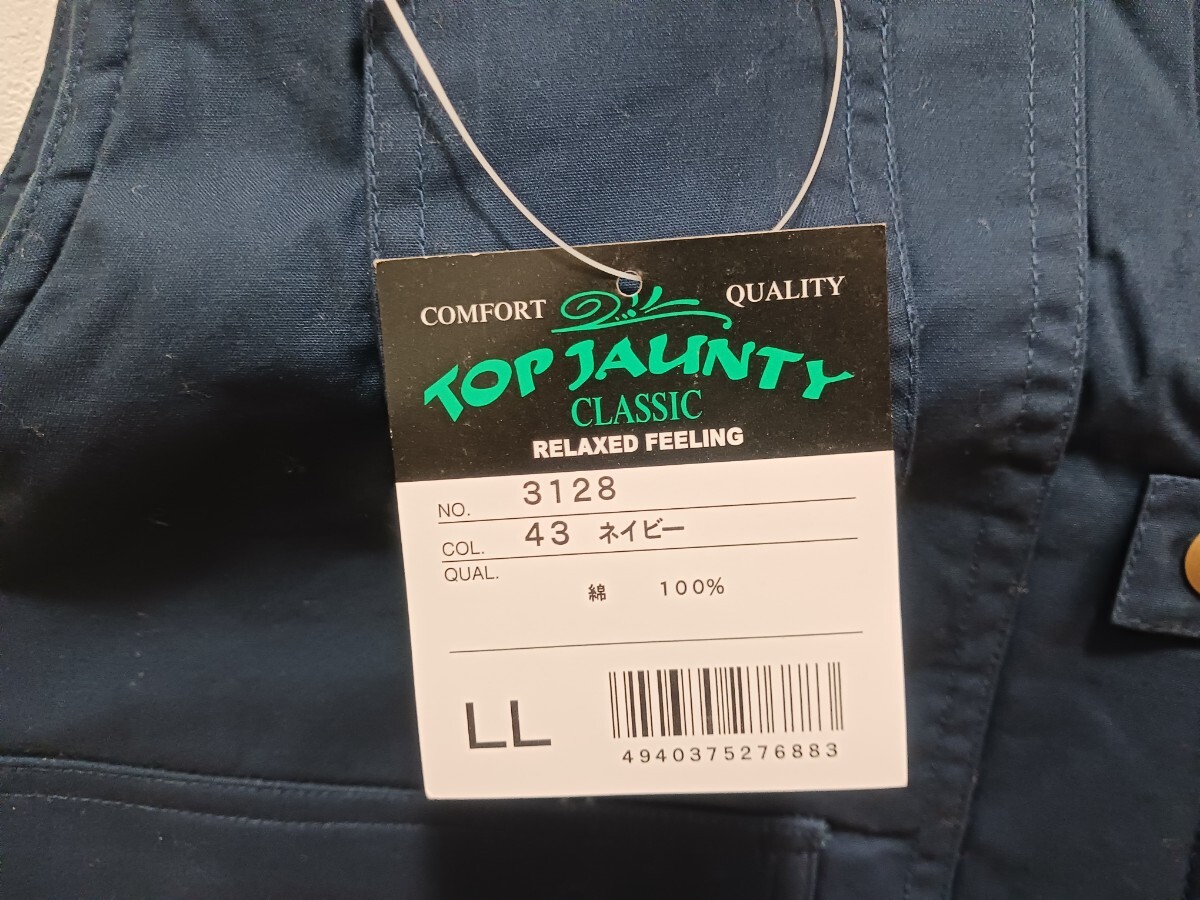 COMFORT QUALITY
TOP JAUNTY
CLASSIC
RELAXED FEELING
NO. 3128
COL. 43 ネイビー
QUAL.
綿 100%
LL
4940375276883